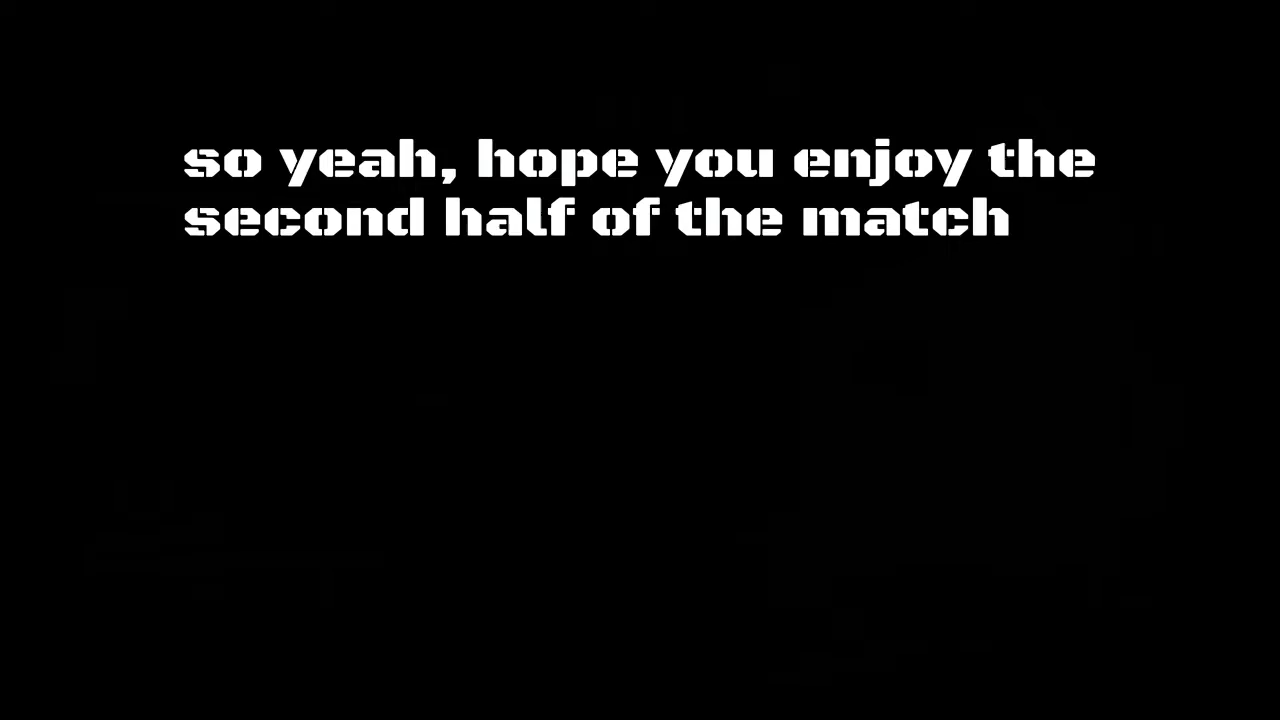 so yeah, hope you enjoy the
second half of the match